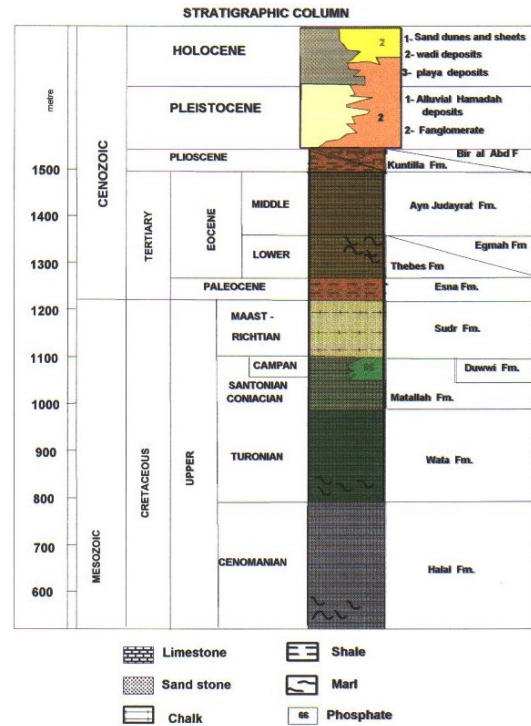 STRATIGRAPHIC COLUMN
metre
1500
1400
1300
1200
1100
1000
900
800
700
600
CENOZOIC
MESOZOIC
TERTIARY
CRETACEOUS
EOCENE
UPPER
HOLOCENE
PLEISTOCENE
PLIOSCENE
MIDDLE
LOWER
PALEOCENE
MAAST -
RICHTIAN
CAMPAN
SANTONIAN
CONIACIAN
TURONIAN
CENOMANIAN
2
2
66
1- Sand dunes and sheets
2- wadi deposits
3- playa deposits
1- Alluvial Hamadah
deposits
2- Fanglomerate
Bir al Abd F
Kuntilla Fm.
Ayn Judayrat Fm.
Egmah Fm
Thebes Fm
Esna Fm.
Sudr Fm.
Duwwi Fm.
Matallah Fm.
Wata Fm.
Halal Fm.
Limestone
Shale
Sand stone
Marl
Chalk
66 Phosphate